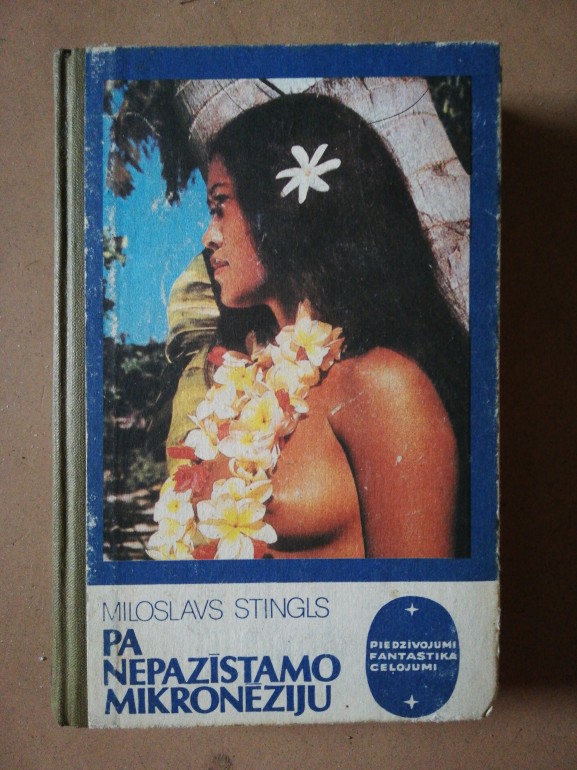 MILOSLAVS STINGLS
PA
NEPAZĪSTAMO
MIKRONĒZIJU
PIEDZĪVOJUMI
FANTASTIKA
CEĻOJUMI